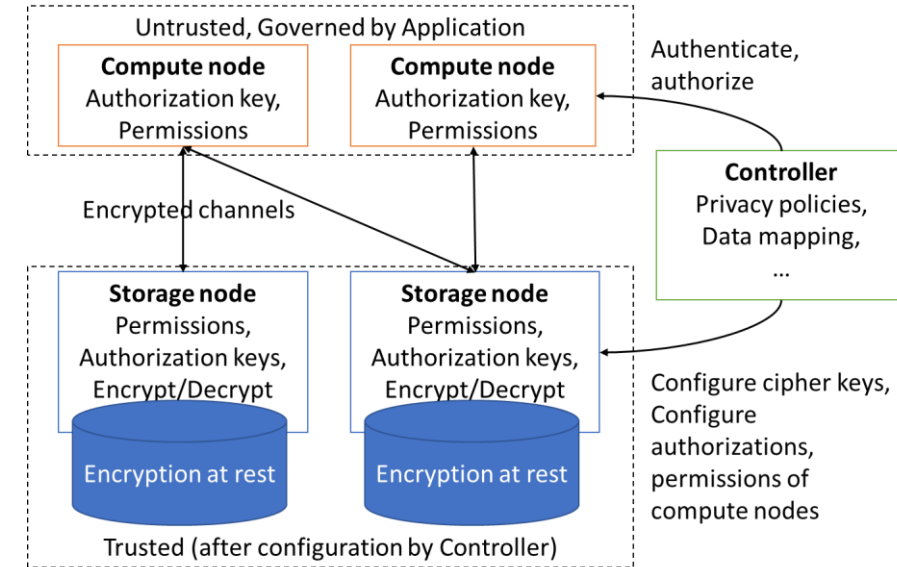 Untrusted, Governed by Application
Compute node
Authorization key,
Permissions
Compute node
Authorization key,
Permissions
Authenticate,
authorize
Controller
Privacy policies,
Data mapping,
...
Encrypted channels
Storage node
Permissions,
Authorization keys,
Encrypt/Decrypt
Encryption at rest
Storage node
Permissions,
Authorization keys,
Encrypt/Decrypt
Encryption at rest
Configure cipher keys,
Configure
authorizations,
permissions of
compute nodes
Trusted (after configuration by Controller)